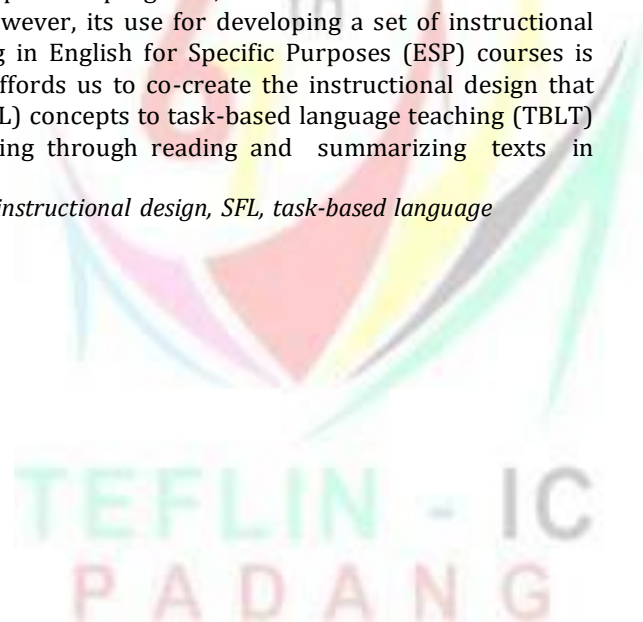 owever, its use for developing a set of instructional
g in English for Specific Purposes (ESP) courses is
ffords us to co-create the instructional design that
L) concepts to task-based language teaching (TBLT)
ing through reading and summarizing texts in
instructional design, SFL, task-based language
6th
TEFLIN - IC
PADANG